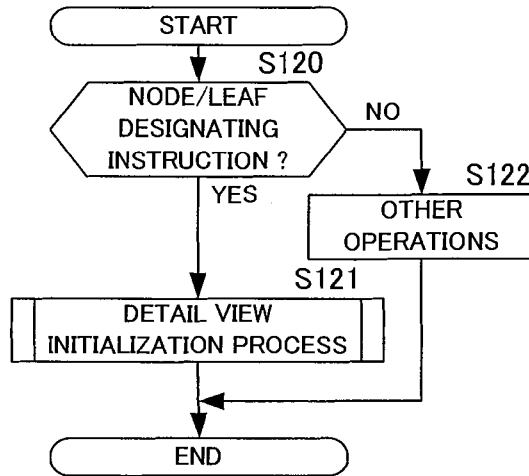 START
S120
NODE/LEAF
DESIGNATING
INSTRUCTION ?
NO
YES
S122
OTHER
OPERATIONS
S121
DETAIL VIEW
INITIALIZATION PROCESS
END